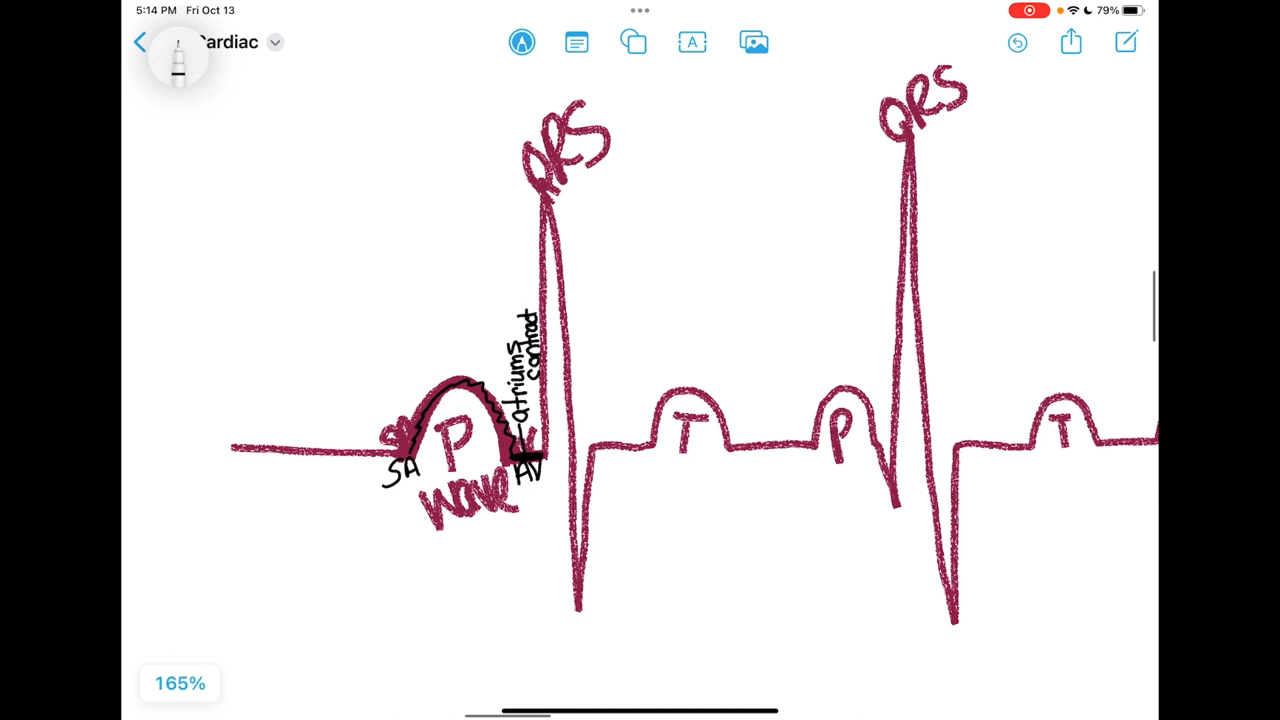 5:14 PM Fri Oct 13
79%
Cardiac
A
QRS
QRS
atriums
contract
P
T
P
T
SA
AV
wave
165%